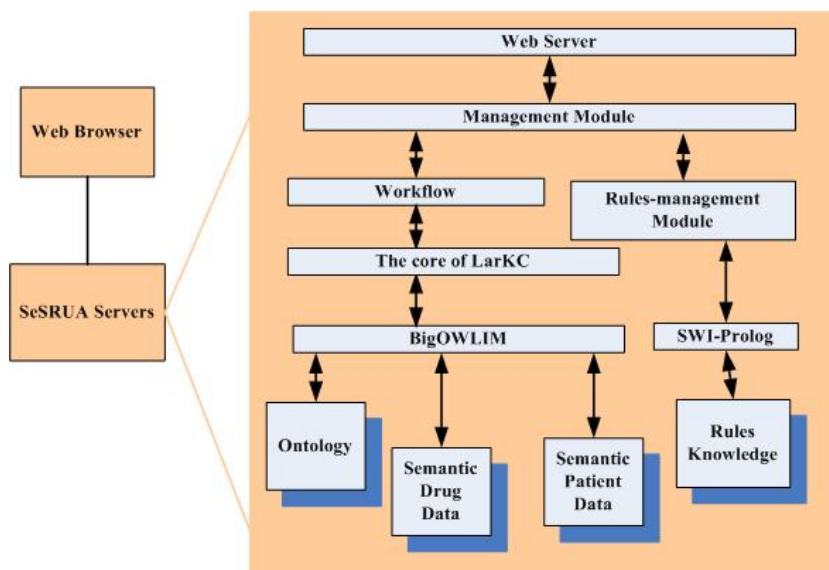 Web Browser
SeSRUA Servers
Web Server
Management Module
Workflow
Rules-management
Module
The core of LarKC
BigOWLIM
SWI-Prolog
Ontology
Semantic
Drug
Data
Semantic
Patient
Data
Rules
Knowledge